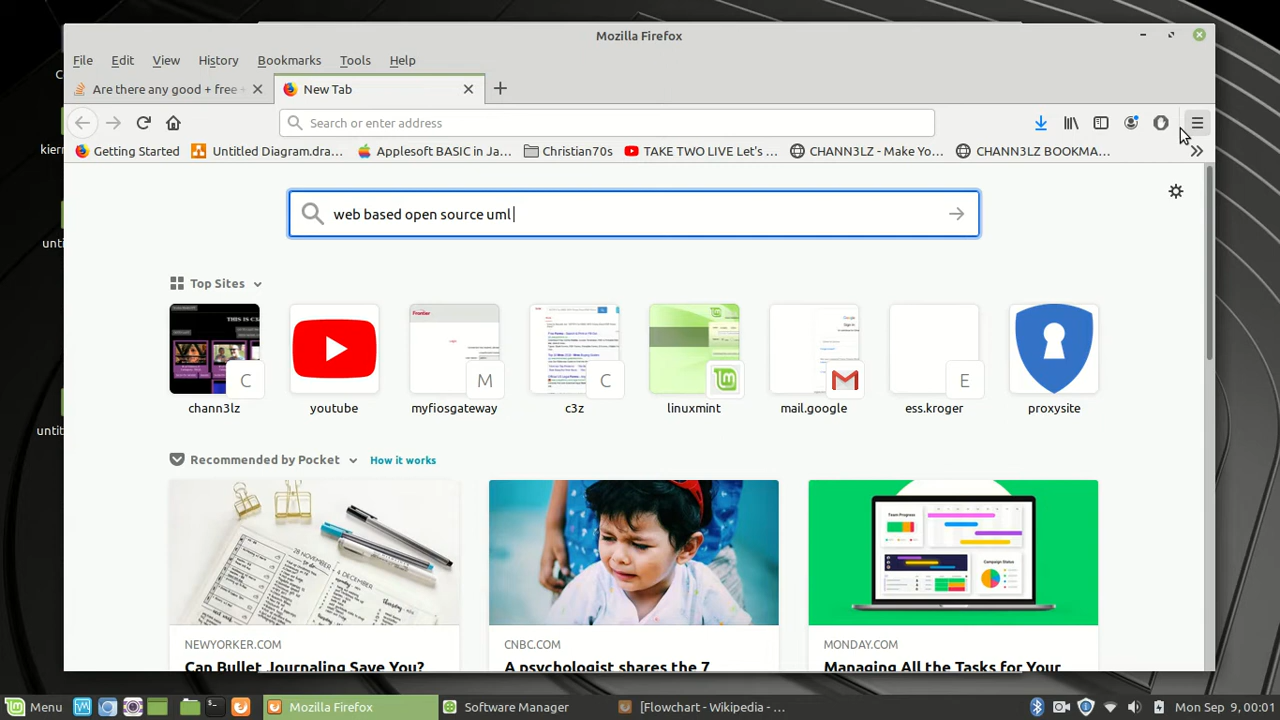 Mozilla Firefox
File Edit View History Bookmarks Tools Help
Are there any good + free +
New Tab
Search or enter address
Getting Started
Untitled Diagram.dra...
Applesoft BASIC in Ja...
Christian70s
TAKE TWO LIVE Let's...
CHANN3LZ - Make Yo...
CHANN3LZ BOOKMA...
web based open source uml
Top Sites
C
M
C
E
chann3lz
youtube
myfiosgateway
c3z
linuxmint
mail.google
ess.kroger
proxysite
Recommended by Pocket
How it works
NEWYORKER.COM
Can Bullet Journaling Save You?
CNBC.COM
A psychologist shares the 7
MONDAY.COM
Managing All the Tasks for Your
Menu
Mozilla Firefox
Software Manager
[Flowchart - Wikipedia - ...
Mon Sep 9, 00:01